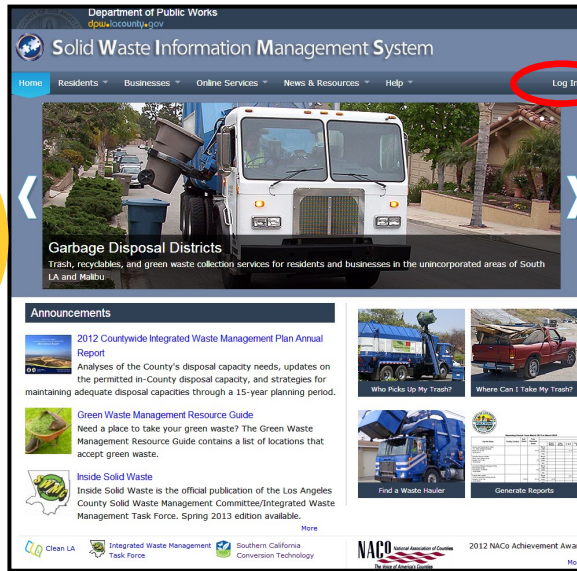 Department of Public Works
dpw.lacounty.gov
Solid Waste Information Management System
Home Residents Businesses Online Services News & Resources Help Log In
Garbage Disposal Districts
Trash, recyclables, and green waste collection services for residents and businesses in the unincorporated areas of South
LA and Malibu
Announcements
2012 Countywide Integrated Waste Management Plan Annual
Report
Analyses of the County's disposal capacity needs, updates on
the permitted in-County disposal capacity, and strategies for
maintaining adequate disposal capacities through a 15-year planning period.
Green Waste Management Resource Guide
Need a place to take your green waste? The Green Waste
Management Resource Guide contains a list of locations that
accept green waste.
Inside Solid Waste
Inside Solid Waste is the official publication of the Los Angeles
County Solid Waste Management Committee/Integrated Waste
Management Task Force. Spring 2013 edition available.
More
Who Picks Up My Trash?
Where Can I Take My Trash?
Find a Waste Hauler
Generate Reports
Clean LA
Integrated Waste Management
Task Force
Southern California
Conversion Technology
NACO National Association of Counties
The Voice of America's Counties
2012 NACo Achievement Awa
Mo